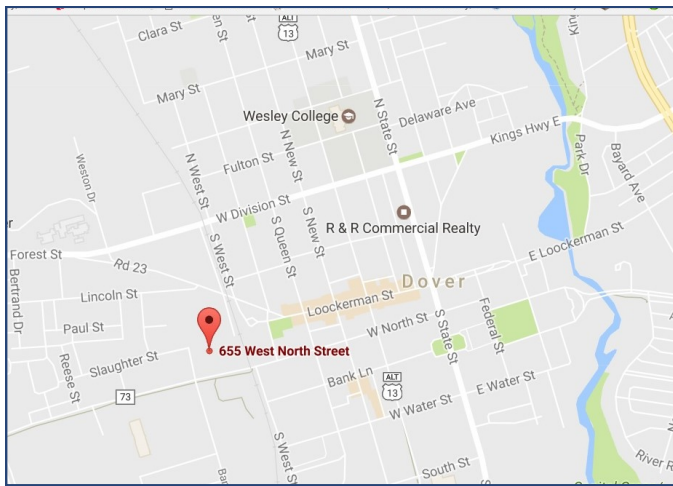 Clara St
en St
ALT
13
Mary St
Mary St
Wesley College
N State St
Delaware Ave
Kings Hwy E
Park Dr
Bayard Ave
N New St
Fulton St
N West St
Weston Dr
W Division St
S Queen St
S New St
R & R Commercial Realty
E Loockerman St
Forest St
Rd 23
S West St
Bertrand Dr
Lincoln St
Loockerman St
Dover
Paul St
W North St
S State St
Federal St
655 West North Street
Slaughter St
Reese St
Bank Ln
ALT
13
E Water St
73
W Water St
S West St
South St
River R